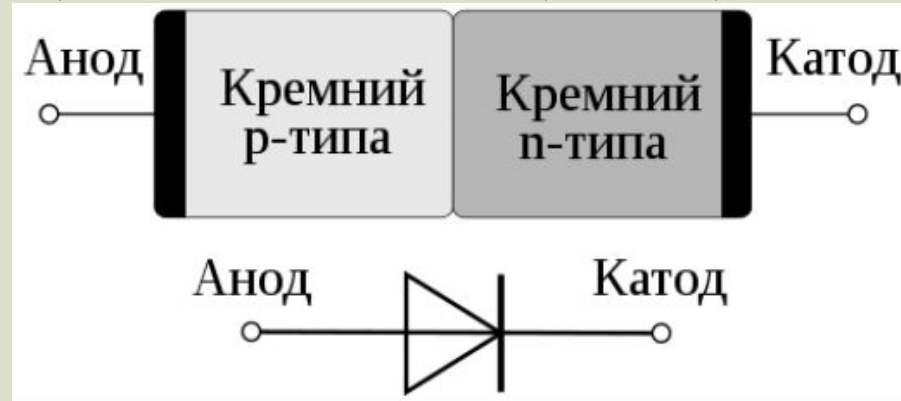 Анод
Кремний
р-типа
Кремний
n-типа
Катод
Анод
Катод